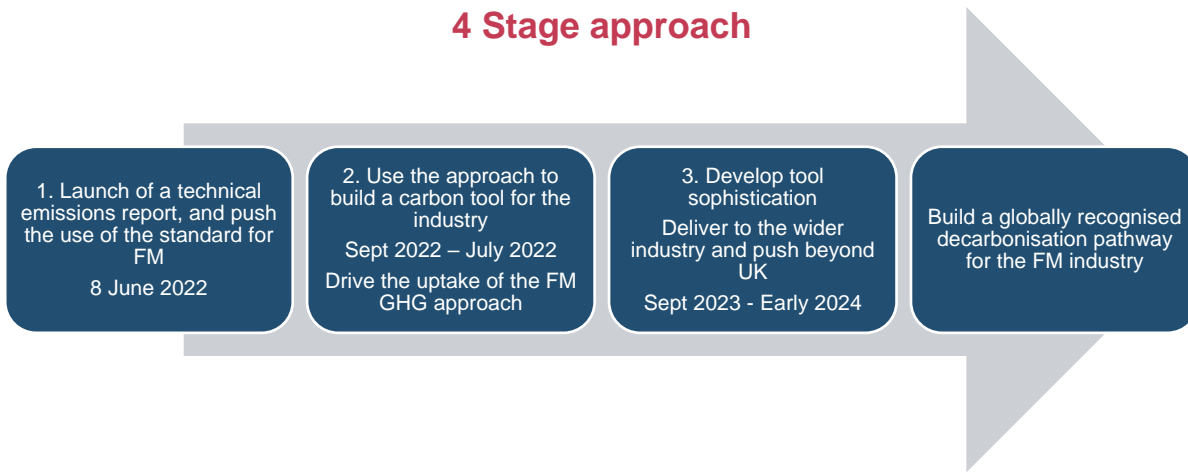 4 Stage approach
1. Launch of a technical
emissions report, and push
the use of the standard for
FM
8 June 2022
2. Use the approach to
build a carbon tool for the
industry
Sept 2022 – July 2022
Drive the uptake of the FM
GHG approach
3. Develop tool
sophistication
Deliver to the wider
industry and push beyond
UK
Sept 2023 - Early 2024
Build a globally recognised
decarbonisation pathway
for the FM industry